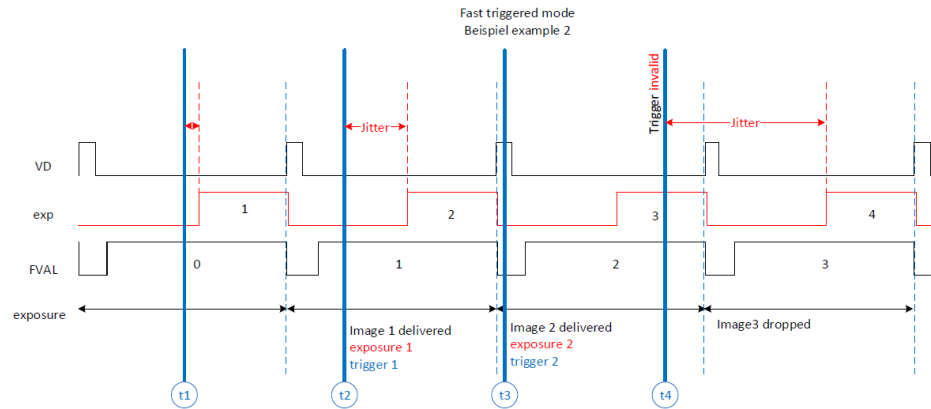 Fast triggered mode
Beispiel example 2
Trigger invalid
Jitter
Jitter
VD
exp
1
2
3
4
FVAL
0
1
2
3
exposure
Image 1 delivered
exposure 1
trigger 1
Image 2 delivered
exposure 2
trigger 2
Image3 dropped
t1
t2
t3
t4